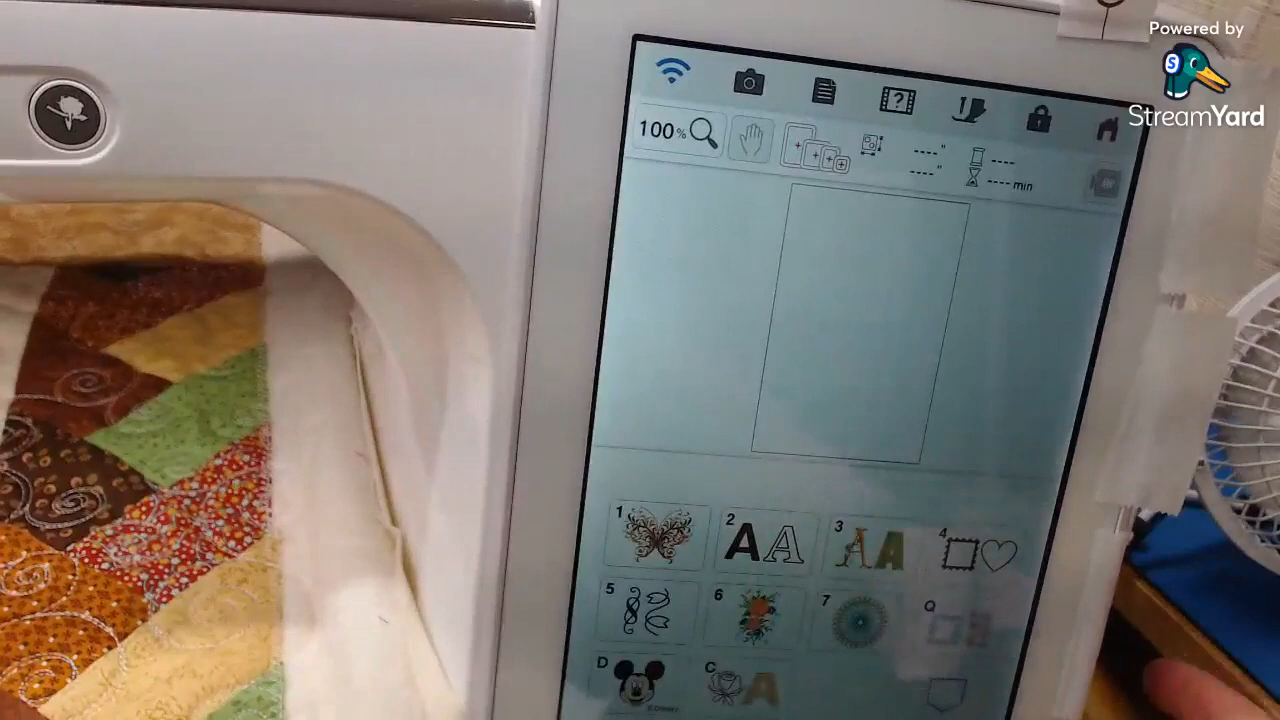 Powered by
S
StreamYard
100%
----"
----"
---
---- min
1
2 AA
3 AA
4
5
6
7
Q
D
C A